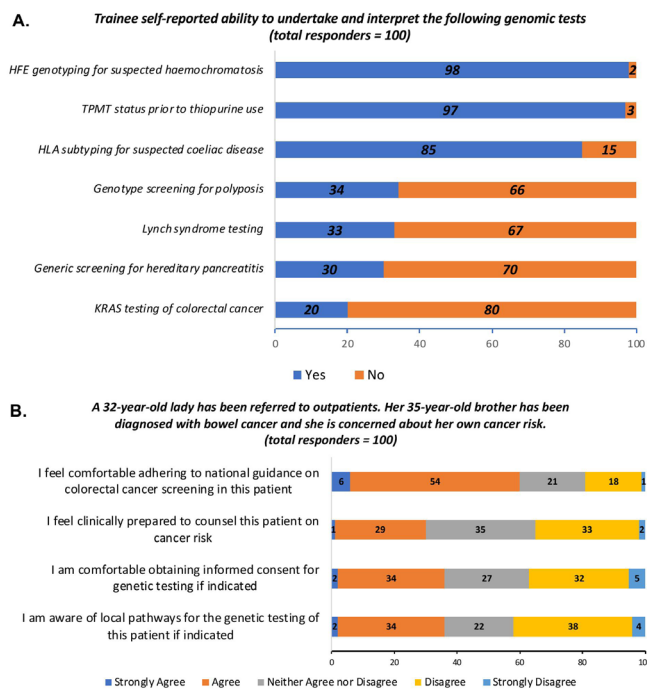 A.
Trainee self-reported ability to undertake and interpret the following genomic tests
(total responders = 100)
HFE genotyping for suspected haemochromatosis 98 2
TPMT status prior to thiopurine use 97 3
HLA subtyping for suspected coeliac disease 85 15
Genotype screening for polyposis 34 66
Lynch syndrome testing 33 67
Generic screening for hereditary pancreatitis 30 70
KRAS testing of colorectal cancer 20 80
0 20 40 60 80 100
Yes No
B.
A 32-year-old lady has been referred to outpatients. Her 35-year-old brother has been
diagnosed with bowel cancer and she is concerned about her own cancer risk.
(total responders = 100)
I feel comfortable adhering to national guidance on
colorectal cancer screening in this patient
6 54 21 18 1
I feel clinically prepared to counsel this patient on
cancer risk
1 29 35 33 2
I am comfortable obtaining informed consent for
genetic testing if indicated
2 34 27 32 5
I am aware of local pathways for the genetic testing of
this patient if indicated
2 34 22 38 4
0 20 40 60 80 100
Strongly Agree Agree Neither Agree nor Disagree Disagree Strongly Disagree